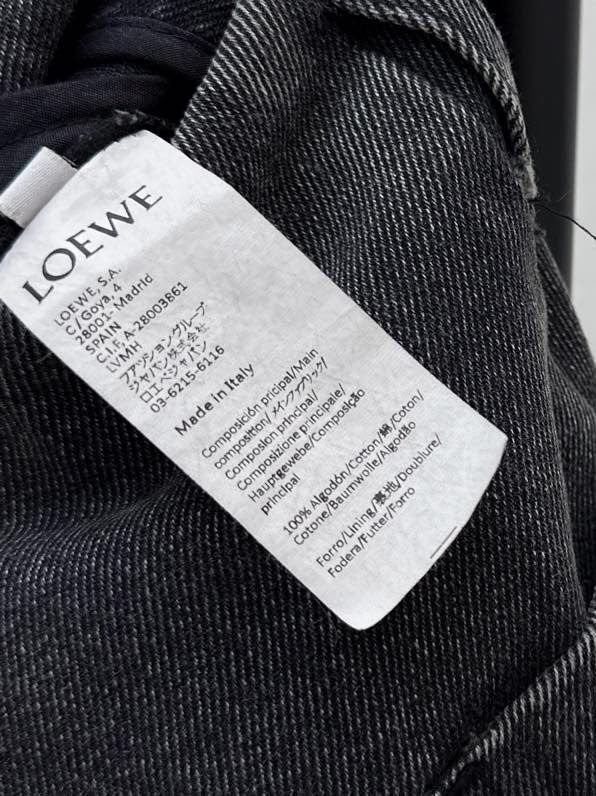 LOEWE
LOEWE, S.A.
C/Goya, 4
28001- Madrid
SPAIN
C.I.F. A-28003861
LVMH
ファッショングループ
ジャパン株式会社
ロエベジャパン
03-6215-6116
Made in Italy
Composición pricipal/Main
composition/メインファブリック/
Composion principal/
Composizione principale/
Hauptgewebe/Composição
principal
100% Algodón/Cotton/綿/Coton/
Cotone/Baumwolle/Algodão
Forro/Lining/裏地/Doublure/
Fodera/Futter/Forro